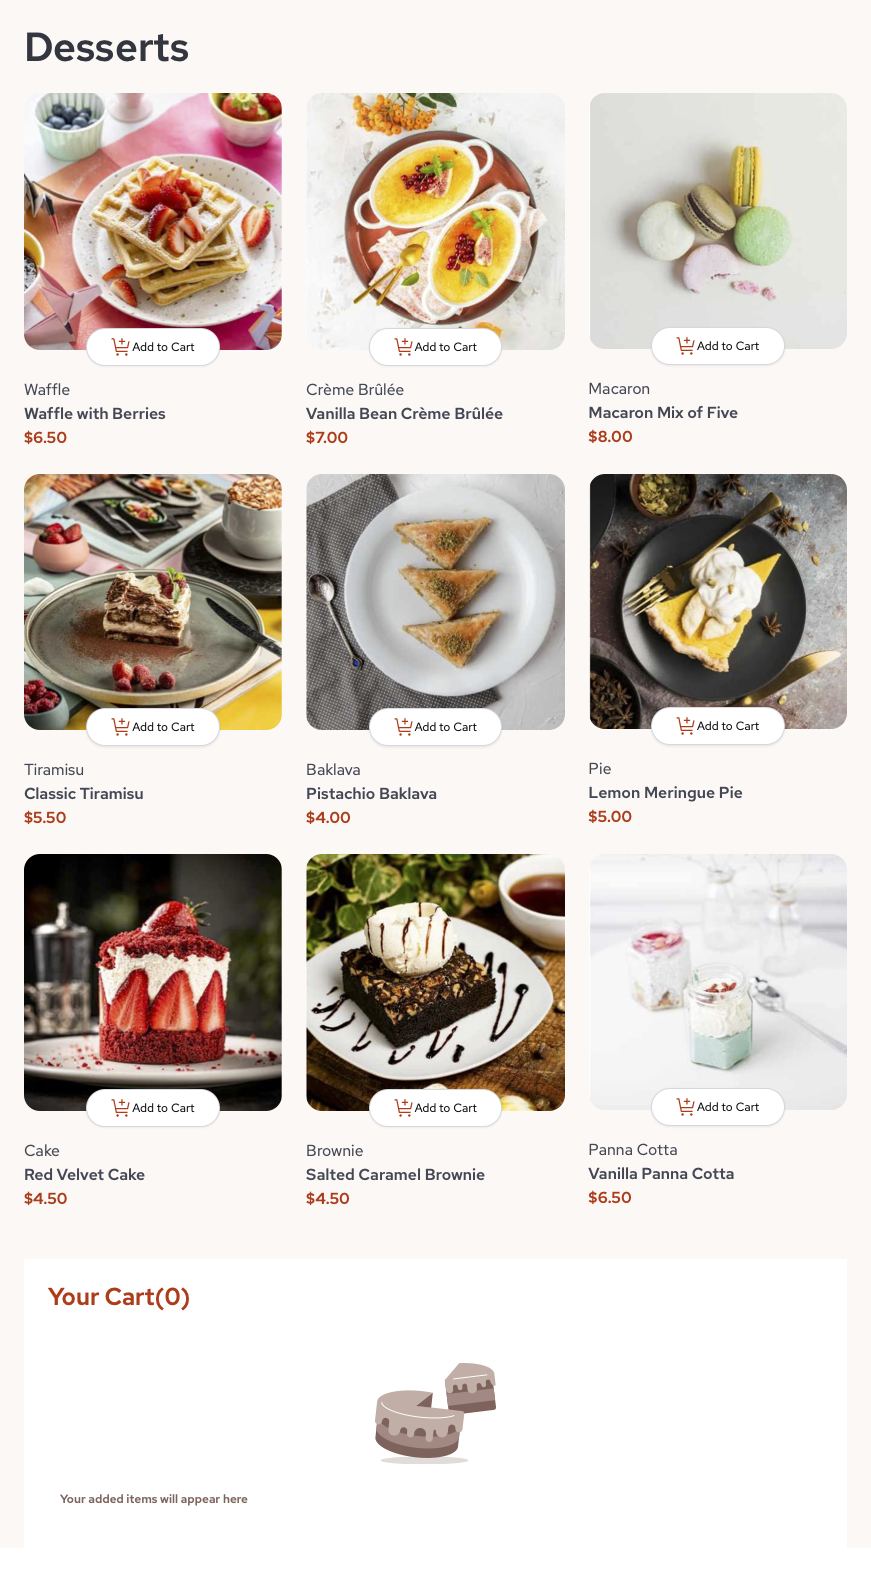 Desserts
Add to Cart
Add to Cart
Add to Cart
Waffle
Waffle with Berries
$6.50
Crème Brûlée
Vanilla Bean Crème Brûlée
$7.00
Macaron
Macaron Mix of Five
$8.00
Add to Cart
Add to Cart
Add to Cart
Tiramisu
Classic Tiramisu
$5.50
Baklava
Pistachio Baklava
$4.00
Pie
Lemon Meringue Pie
$5.00
Add to Cart
Add to Cart
Add to Cart
Cake
Red Velvet Cake
$4.50
Brownie
Salted Caramel Brownie
$4.50
Panna Cotta
Vanilla Panna Cotta
$6.50
Your Cart(0)
Your added items will appear here